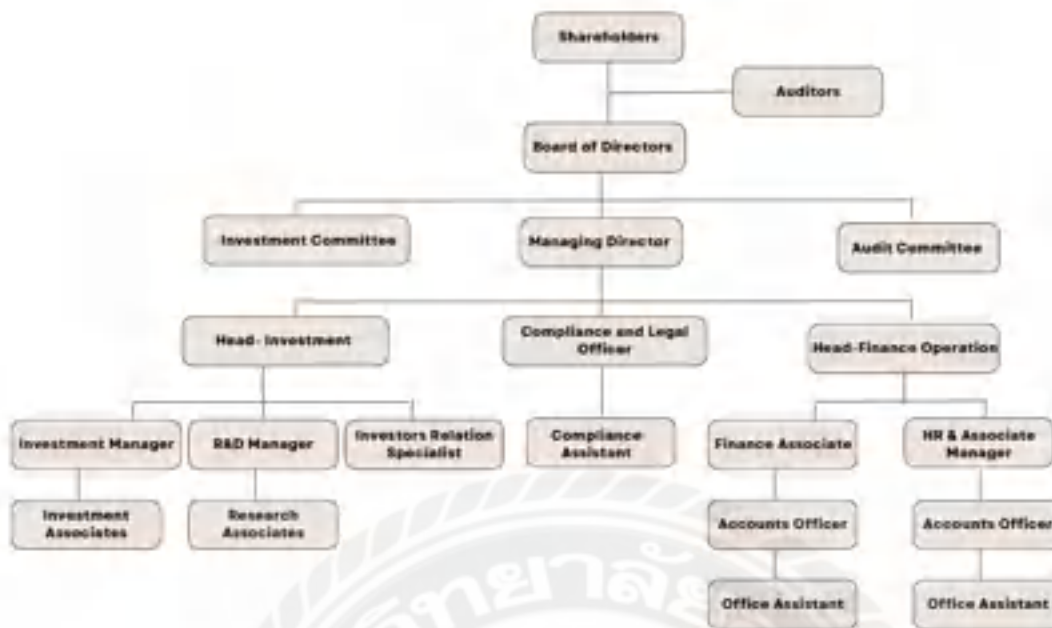 Shareholders
Auditors
Board of Directors
Investment Committee
Managing Director
Audit Committee
Head- Investment
Compliance and Legal
Officer
Head-Finance Operation
Investment Manager
R&D Manager
Investors Relation
Specialist
Compliance
Assistant
Finance Associate
HR & Associate
Manager
Investment
Associates
Research
Associates
Accounts Officer
Accounts Officer
Office Assistant
Office Assistant